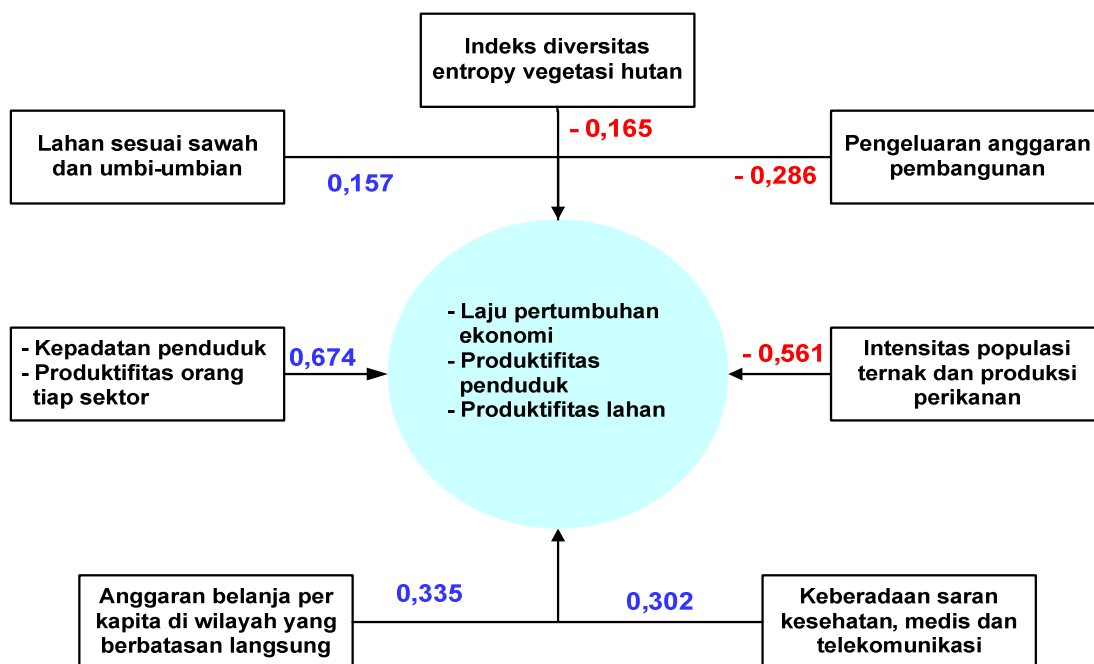 Indeks diversitas
entropy vegetasi hutan
- 0,165
Lahan sesuai sawah
dan umbi-umbian
0,157
Pengeluaran anggaran
pembangunan
- 0,286
- Laju pertumbuhan
ekonomi
- Produktifitas
penduduk
- Produktifitas lahan
- Kepadatan penduduk
- Produktifitas orang
tiap sektor
0,674
- 0,561
Intensitas populasi
ternak dan produksi
perikanan
Anggaran belanja per
kapita di wilayah yang
berbatasan langsung
0,335
0,302
Keberadaan saran
kesehatan, medis dan
telekomunikasi